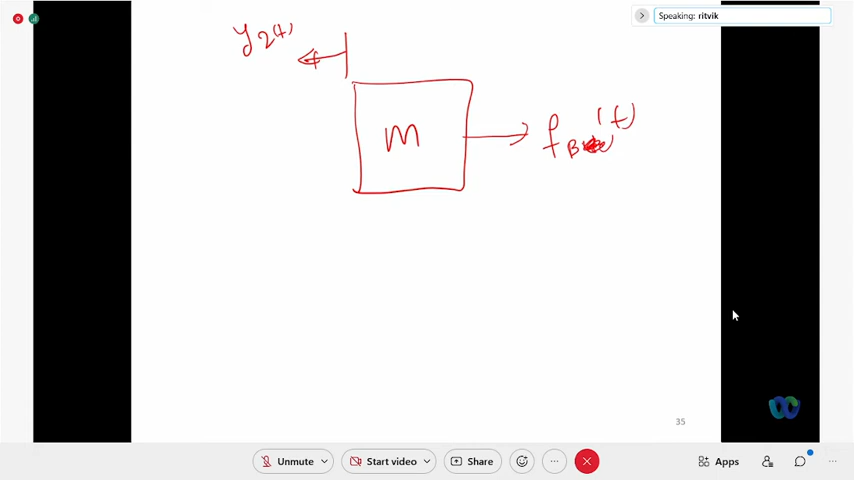 Speaking: ritvik
y2(t)
m
fB(t)
35
Unmute
Start video
Share
Apps